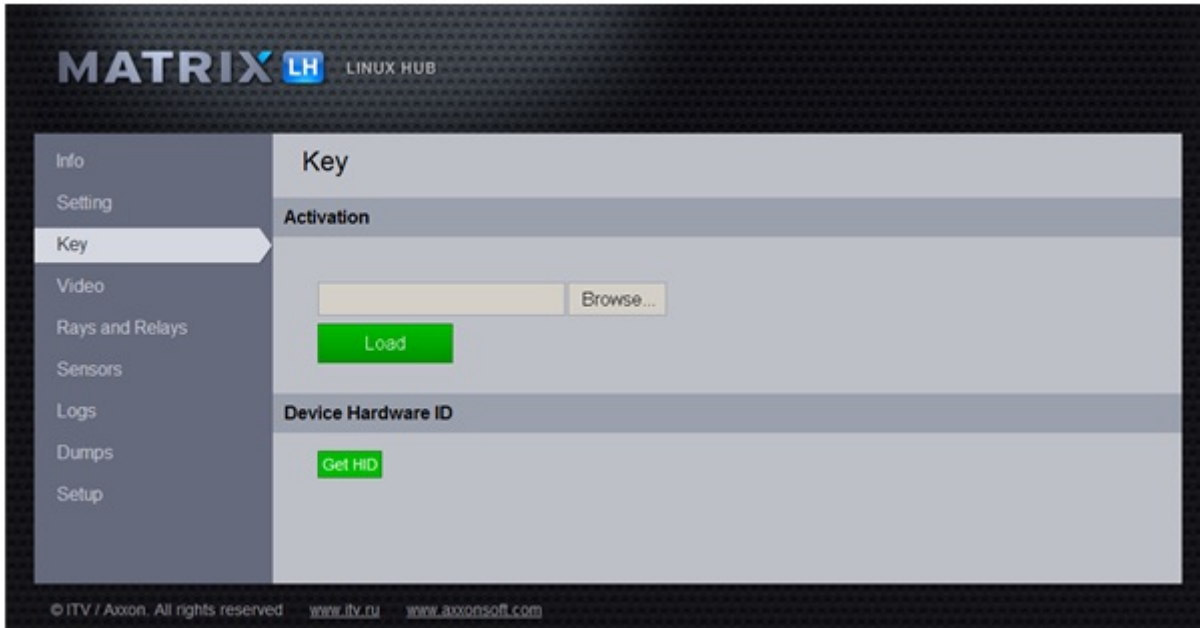 MATRIX LH LINUX HUB
Info
Setting
Key
Video
Rays and Relays
Sensors
Logs
Dumps
Setup
Key
Activation
Browse...
Load
Device Hardware ID
Get HID
© ITV / Axxon. All rights reserved www.itv.ru www.axxonsoft.com